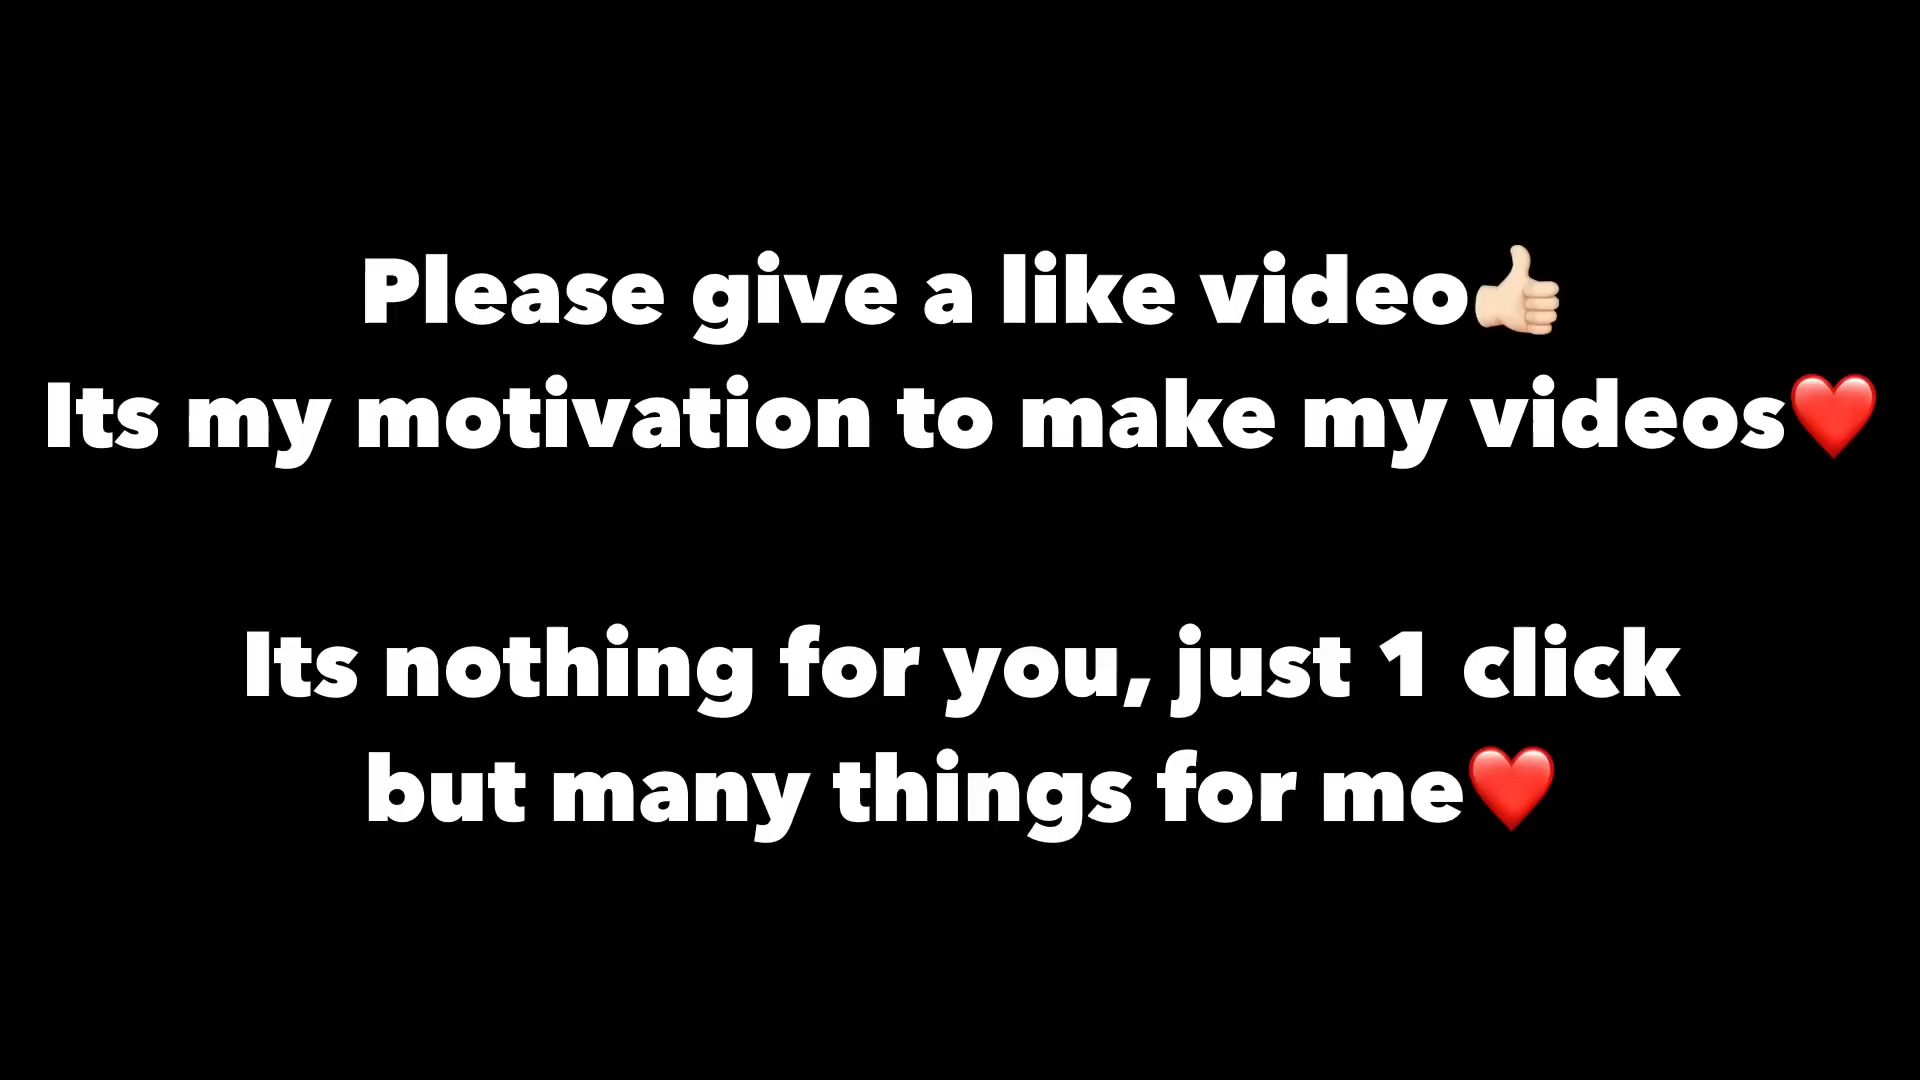 Please give a like video👍🏻
Its my motivation to make my videos❤️
Its nothing for you, just 1 click
but many things for me❤️